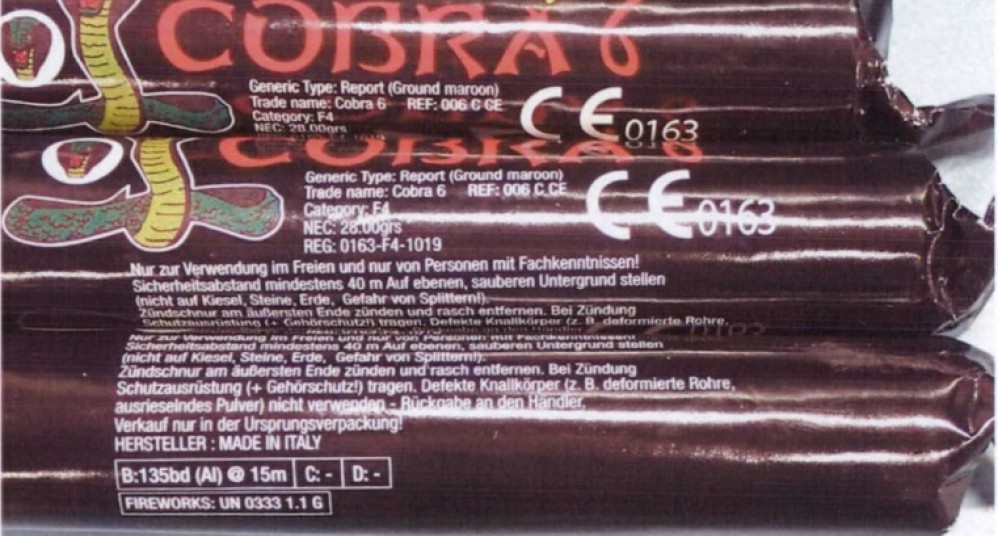 COBRA 6
Generic Type: Report (Ground maroon)
Trade name: Cobra 6 REF: 006 C CE
Category: F4
NEC: 28.00grs
CE 0163
COBRA 6
Generic Type: Report (Ground maroon)
Trade name: Cobra 6 REF: 006 C CE
Category: F4
NEC: 28.00grs
REG: 0163-F4-1019
CE 0163
Nur zur Verwendung im Freien und nur von Personen mit Fachkenntnissen!
Sicherheitsabstand mindestens 40 m Auf ebenen, sauberen Untergrund stellen
(nicht auf Kiesel, Steine, Erde, Gefahr von Splittern!).
Zündschnur am äußersten Ende zünden und rasch entfernen. Bei Zündung
Schutzausrüstung (+ Gehörschutz!) tragen. Defekte Knallkörper (z. B. deformierte Rohre,
Nur zur Verwendung im Freien und nur von Personen mit Fachkenntnissen!
Sicherheitsabstand mindestens 40 m Auf ebenen, sauberen Untergrund stellen
(nicht auf Kiesel, Steine, Erde, Gefahr von Splittern!).
Zündschnur am äußersten Ende zünden und rasch entfernen. Bei Zündung
Schutzausrüstung (+ Gehörschutz!) tragen. Defekte Knallkörper (z. B. deformierte Rohre,
ausrieselndes Pulver) nicht verwenden - Rückgabe an den Händler.
Verkauf nur in der Ursprungsverpackung!
HERSTELLER : MADE IN ITALY
B:135bd (AI) @ 15m C: - D: -
FIREWORKS: UN 0333 1.1 G